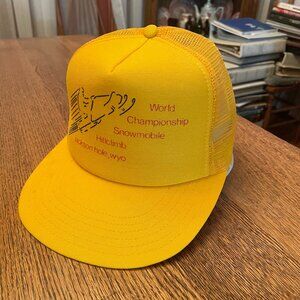 World
Championship
Snowmobile
Hillclimb
Jackson hole, wyo